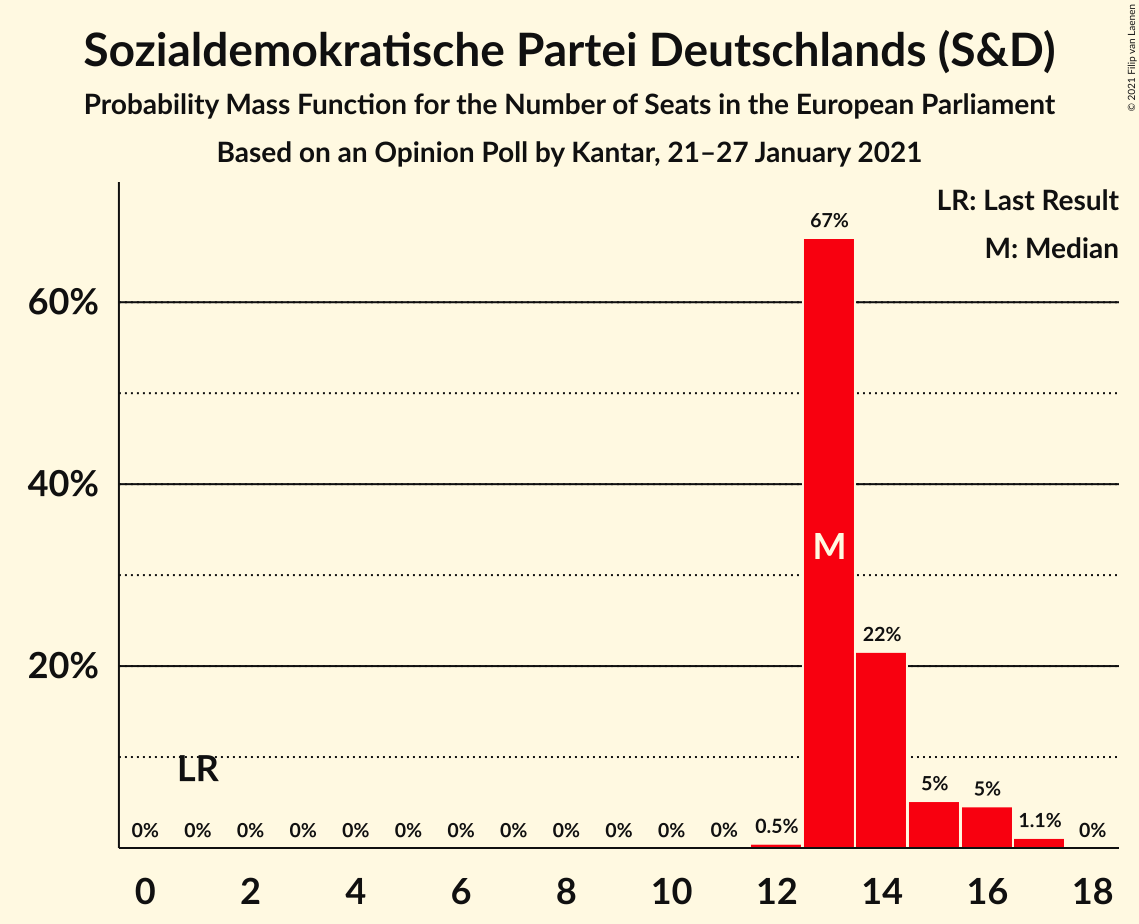 Sozialdemokratische Partei Deutschlands (S&D)
Probability Mass Function for the Number of Seats in the European Parliament
Based on an Opinion Poll by Kantar, 21–27 January 2021
© 2021 Filip van Laenen
LR: Last Result
M: Median
67%
60%
40%
M
22%
20%
LR
5%
5%
0% 0% 0% 0% 0% 0% 0% 0% 0% 0% 0% 0% 0.5% 1.1% 0%
0 2 4 6 8 10 12 14 16 18